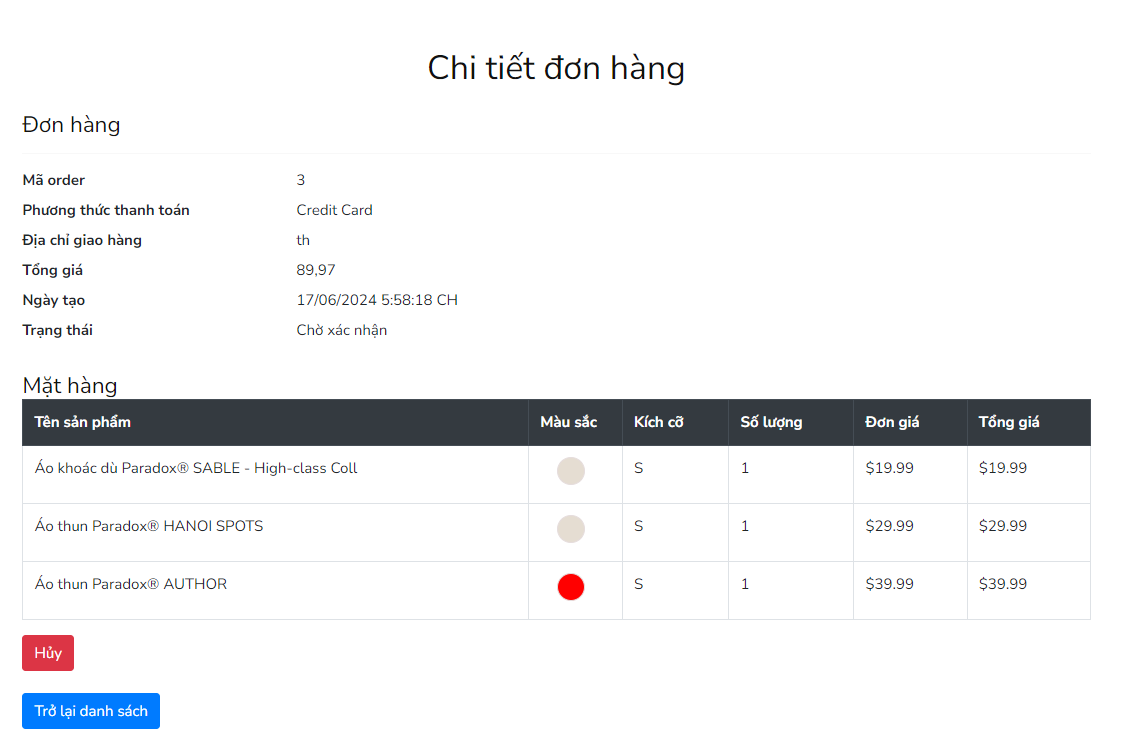 Chi tiết đơn hàng
Đơn hàng
Mã order 3
Phương thức thanh toán Credit Card
Địa chỉ giao hàng th
Tổng giá 89,97
Ngày tạo 17/06/2024 5:58:18 CH
Trạng thái Chờ xác nhận
Mặt hàng
Tên sản phẩm Màu sắc Kích cỡ Số lượng Đơn giá Tổng giá
Áo khoác dù Paradox® SABLE - High-class Coll S 1 $19.99 $19.99
Áo thun Paradox® HANOI SPOTS S 1 $29.99 $29.99
Áo thun Paradox® AUTHOR S 1 $39.99 $39.99
Hủy
Trở lại danh sách